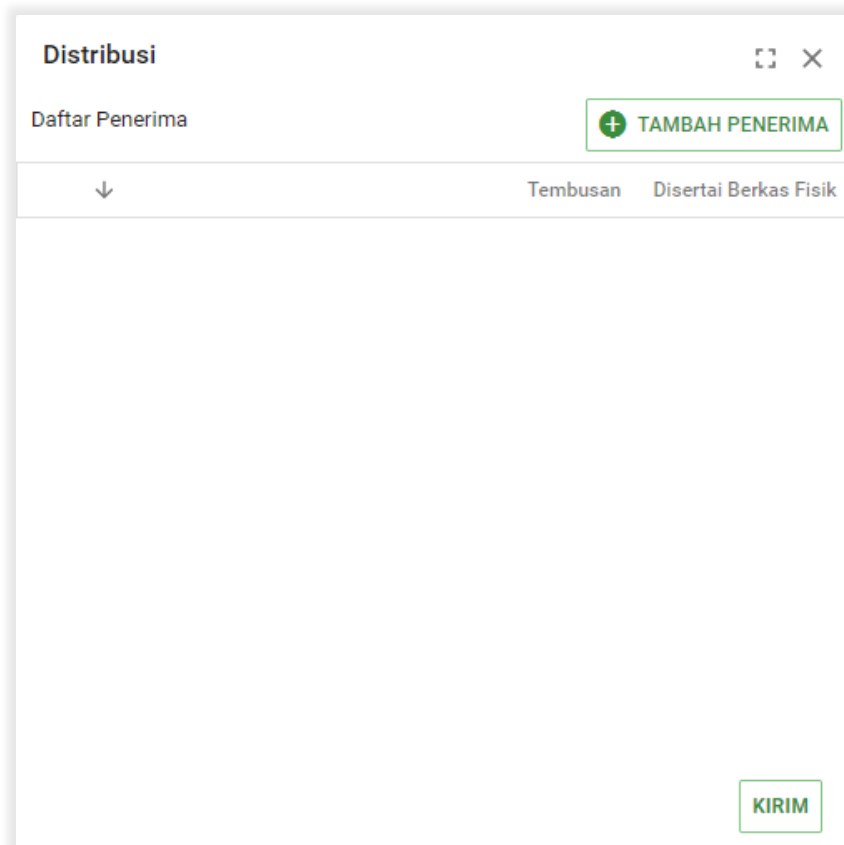 Distribusi
Daftar Penerima
TAMBAH PENERIMA
Tembusan Disertai Berkas Fisik
KIRIM